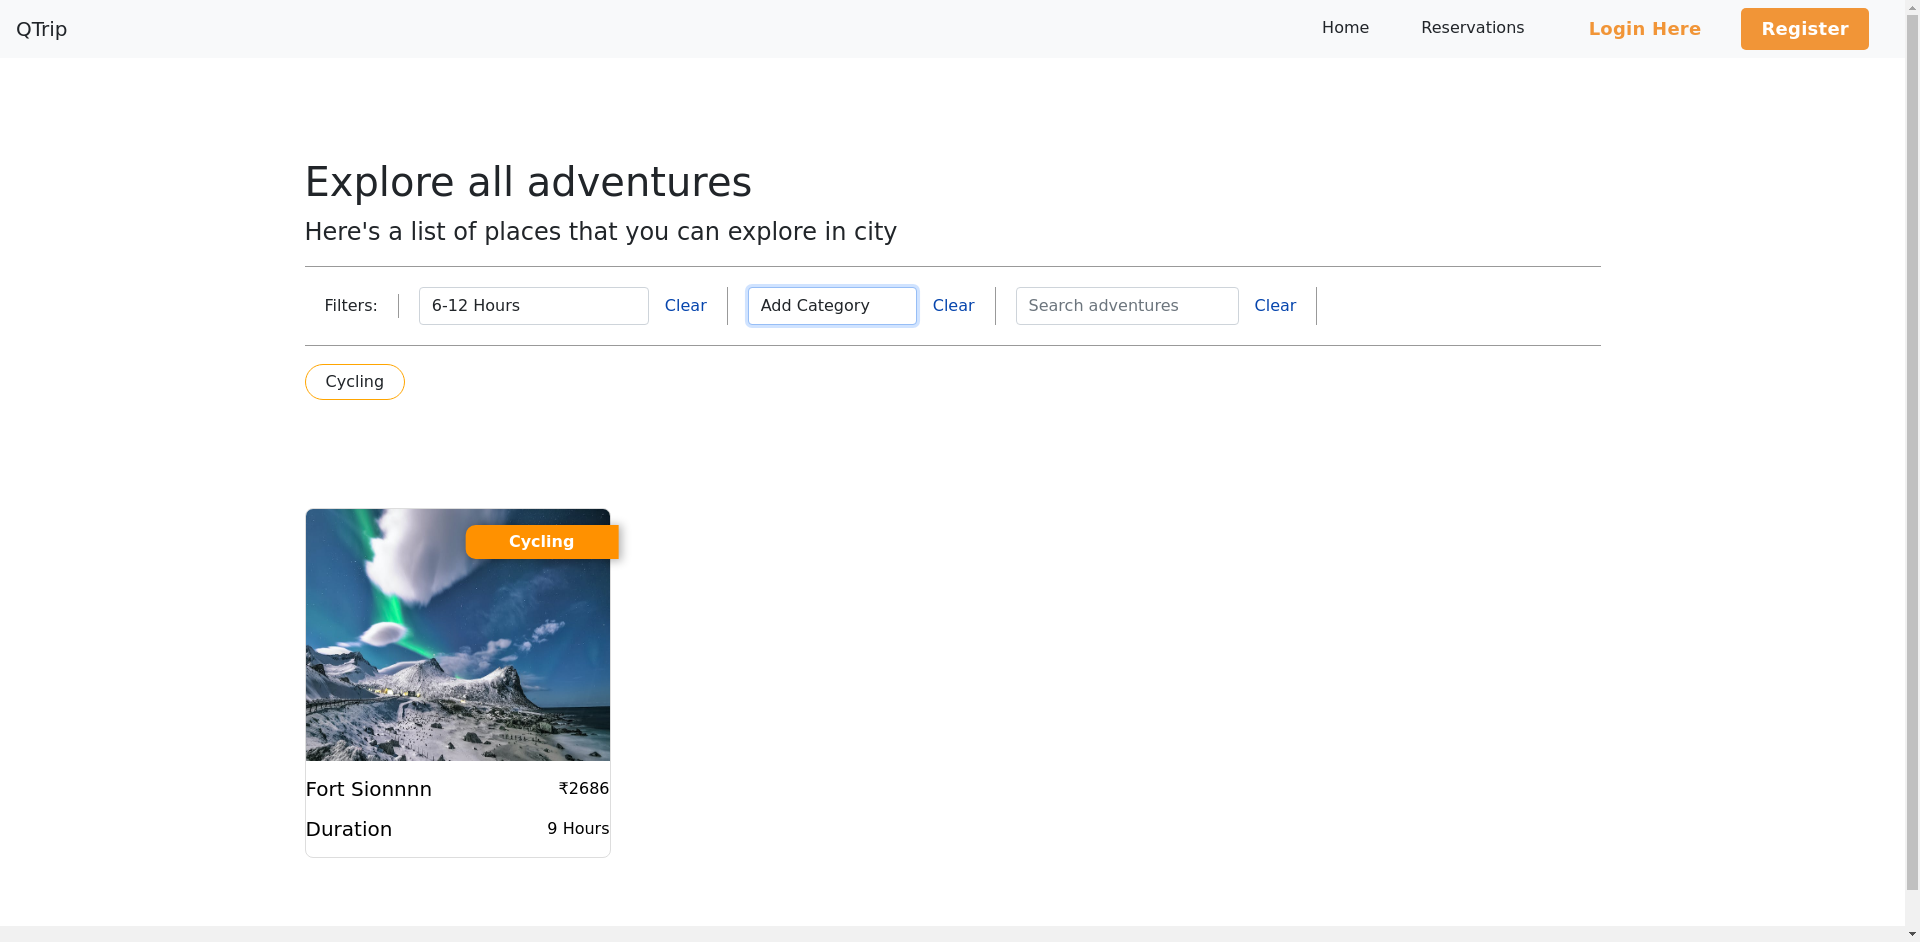 QTrip Home Reservations Login Here Register
Explore all adventures
Here's a list of places that you can explore in city
Filters: 6-12 Hours Clear Add Category Clear Search adventures Clear
Cycling
Cycling
Fort Sionnnn ₹2686
Duration 9 Hours